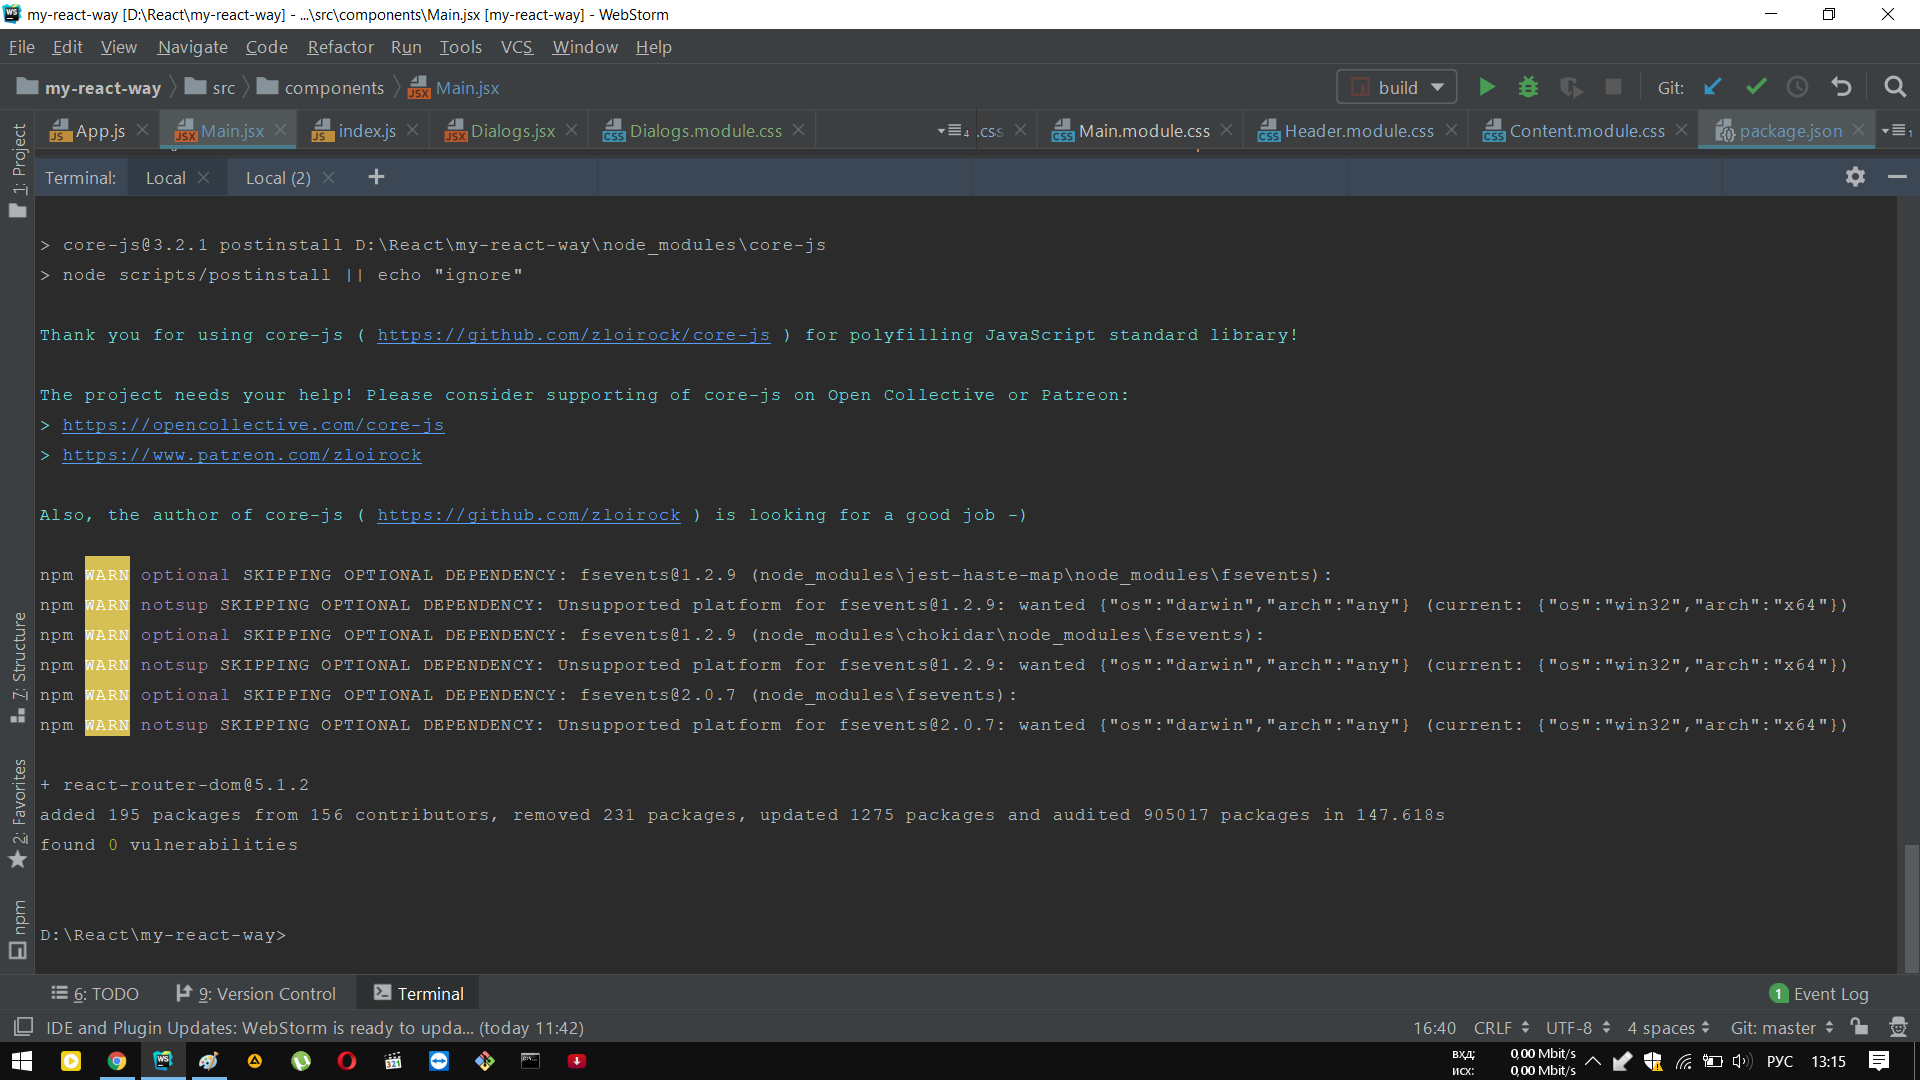 my-react-way [D:\React\my-react-way] - ...\src\components\Main.jsx [my-react-way] - WebStorm
File Edit View Navigate Code Refactor Run Tools VCS Window Help
my-react-way src components Main.jsx build Git:
App.js Main.jsx index.js Dialogs.jsx Dialogs.module.css 4 .css Main.module.css Header.module.css Content.module.css package.json 1
Terminal: Local Local (2) +
1: Project
> core-js@3.2.1 postinstall D:\React\my-react-way\node_modules\core-js
> node scripts/postinstall || echo "ignore"
Thank you for using core-js ( https://github.com/zloirock/core-js ) for polyfilling JavaScript standard library!
The project needs your help! Please consider supporting of core-js on Open Collective or Patreon:
> https://opencollective.com/core-js
> https://www.patreon.com/zloirock
Also, the author of core-js ( https://github.com/zloirock ) is looking for a good job -)
npm WARN optional SKIPPING OPTIONAL DEPENDENCY: fsevents@1.2.9 (node_modules\jest-haste-map\node_modules\fsevents):
npm WARN notsup SKIPPING OPTIONAL DEPENDENCY: Unsupported platform for fsevents@1.2.9: wanted {"os":"darwin","arch":"any"} (current: {"os":"win32","arch":"x64"})
npm WARN optional SKIPPING OPTIONAL DEPENDENCY: fsevents@1.2.9 (node_modules\chokidar\node_modules\fsevents):
npm WARN notsup SKIPPING OPTIONAL DEPENDENCY: Unsupported platform for fsevents@1.2.9: wanted {"os":"darwin","arch":"any"} (current: {"os":"win32","arch":"x64"})
npm WARN optional SKIPPING OPTIONAL DEPENDENCY: fsevents@2.0.7 (node_modules\fsevents):
npm WARN notsup SKIPPING OPTIONAL DEPENDENCY: Unsupported platform for fsevents@2.0.7: wanted {"os":"darwin","arch":"any"} (current: {"os":"win32","arch":"x64"})
+ react-router-dom@5.1.2
added 195 packages from 156 contributors, removed 231 packages, updated 1275 packages and audited 905017 packages in 147.618s
found 0 vulnerabilities
D:\React\my-react-way>
7: Structure
2: Favorites
npm
6: TODO 9: Version Control Terminal 1 Event Log
IDE and Plugin Updates: WebStorm is ready to upda... (today 11:42) 16:40 CRLF UTF-8 4 spaces Git: master
вхд: 0,00 Mbit/s
исх: 0,00 Mbit/s
РУС 13:15